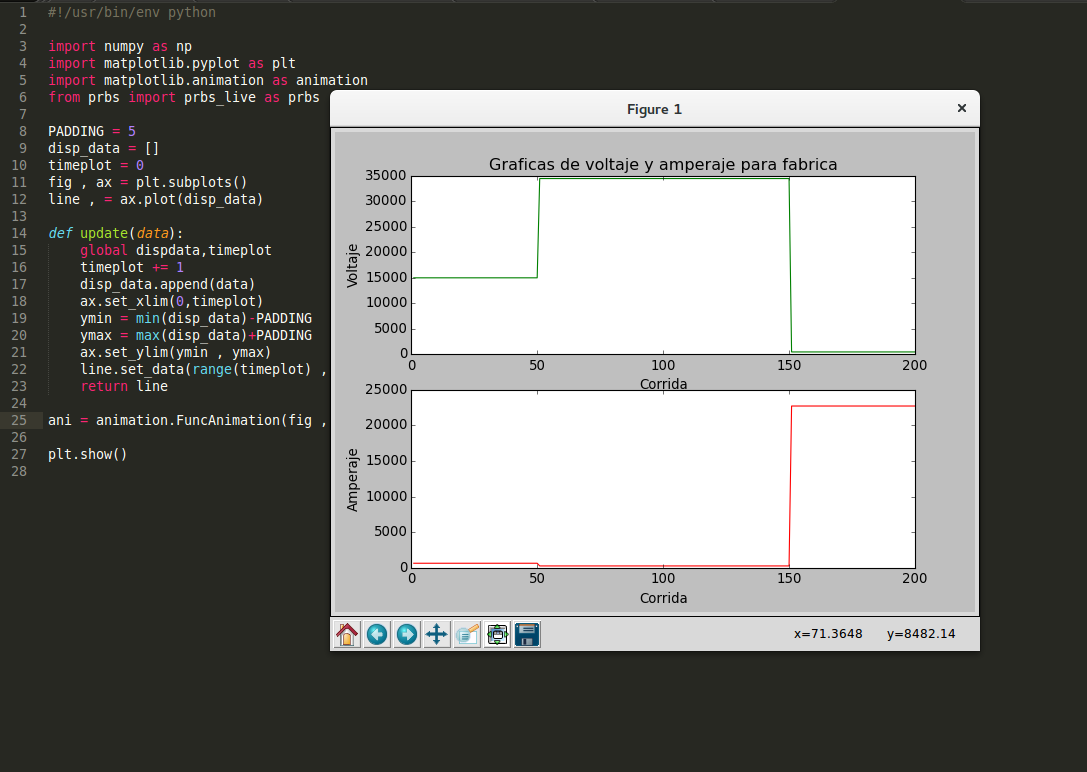 1 #!/usr/bin/env python
2
3 import numpy as np
4 import matplotlib.pyplot as plt
5 import matplotlib.animation as animation
6 from prbs import prbs_live as prbs
7
8 PADDING = 5
9 disp_data = []
10 timeplot = 0
11 fig , ax = plt.subplots()
12 line , = ax.plot(disp_data)
13
14 def update(data):
15 global dispdata,timeplot
16 timeplot += 1
17 disp_data.append(data)
18 ax.set_xlim(0,timeplot)
19 ymin = min(disp_data)-PADDING
20 ymax = max(disp_data)+PADDING
21 ax.set_ylim(ymin , ymax)
22 line.set_data(range(timeplot) ,
23 return line
24
25 ani = animation.FuncAnimation(fig ,
26
27 plt.show()
28
Figure 1
Graficas de voltaje y amperaje para fabrica
35000
30000
25000
20000
15000
10000
5000
0
Voltaje
0 50 100 150 200
Corrida
25000
20000
15000
10000
5000
0
Amperaje
0 50 100 150 200
Corrida
x=71.3648 y=8482.14